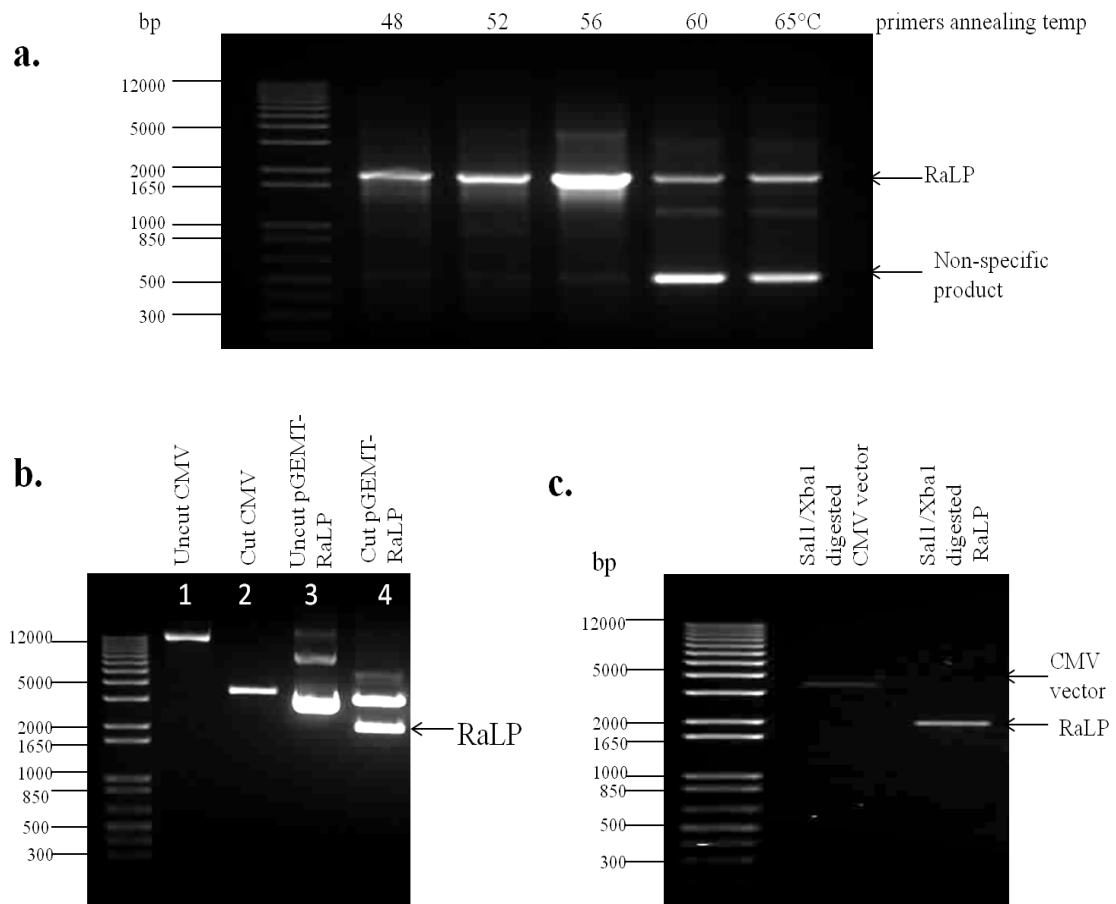 bp 48 52 56 60 65°C primers annealing temp
a.
12000
5000
2000
1650
1000
850
500
300
RaLP
Non-specific
product
b.
Uncut CMV
Cut CMV
Uncut pGEMT-
RaLP
Cut pGEMT-
RaLP
1 2 3 4
12000
5000
2000
1650
1000
850
500
300
RaLP
c.
bp
Sal1/Xba1
digested
CMV vector
Sal1/Xba1
digested
RaLP
12000
5000
2000
1650
1000
850
500
300
CMV
vector
RaLP